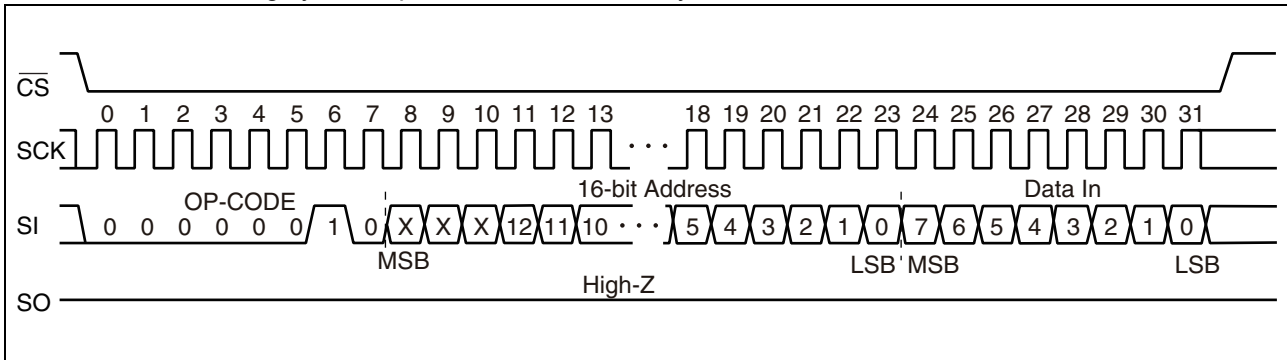 CS
0 1 2 3 4 5 6 7 8 9 10 11 12 13 18 19 20 21 22 23 24 25 26 27 28 29 30 31
SCK ···
OP-CODE 16-bit Address Data In
SI 0 0 0 0 0 0 1 0 X X X 12 11 10 ··· 5 4 3 2 1 0 7 6 5 4 3 2 1 0
MSB LSB MSB LSB
High-Z
SO